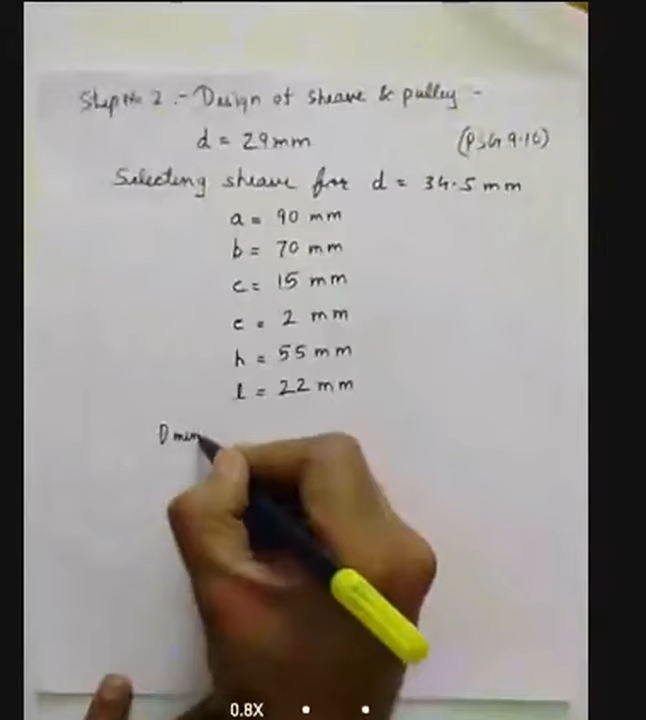 Step No 2 :- Design of sheave & pulley -
d = 29mm (PSG 9.10)
Selecting sheave for d = 34.5 mm
a = 90 mm
b = 70 mm
c = 15 mm
e = 2 mm
h = 55 mm
l = 22 mm
D min
0.8X